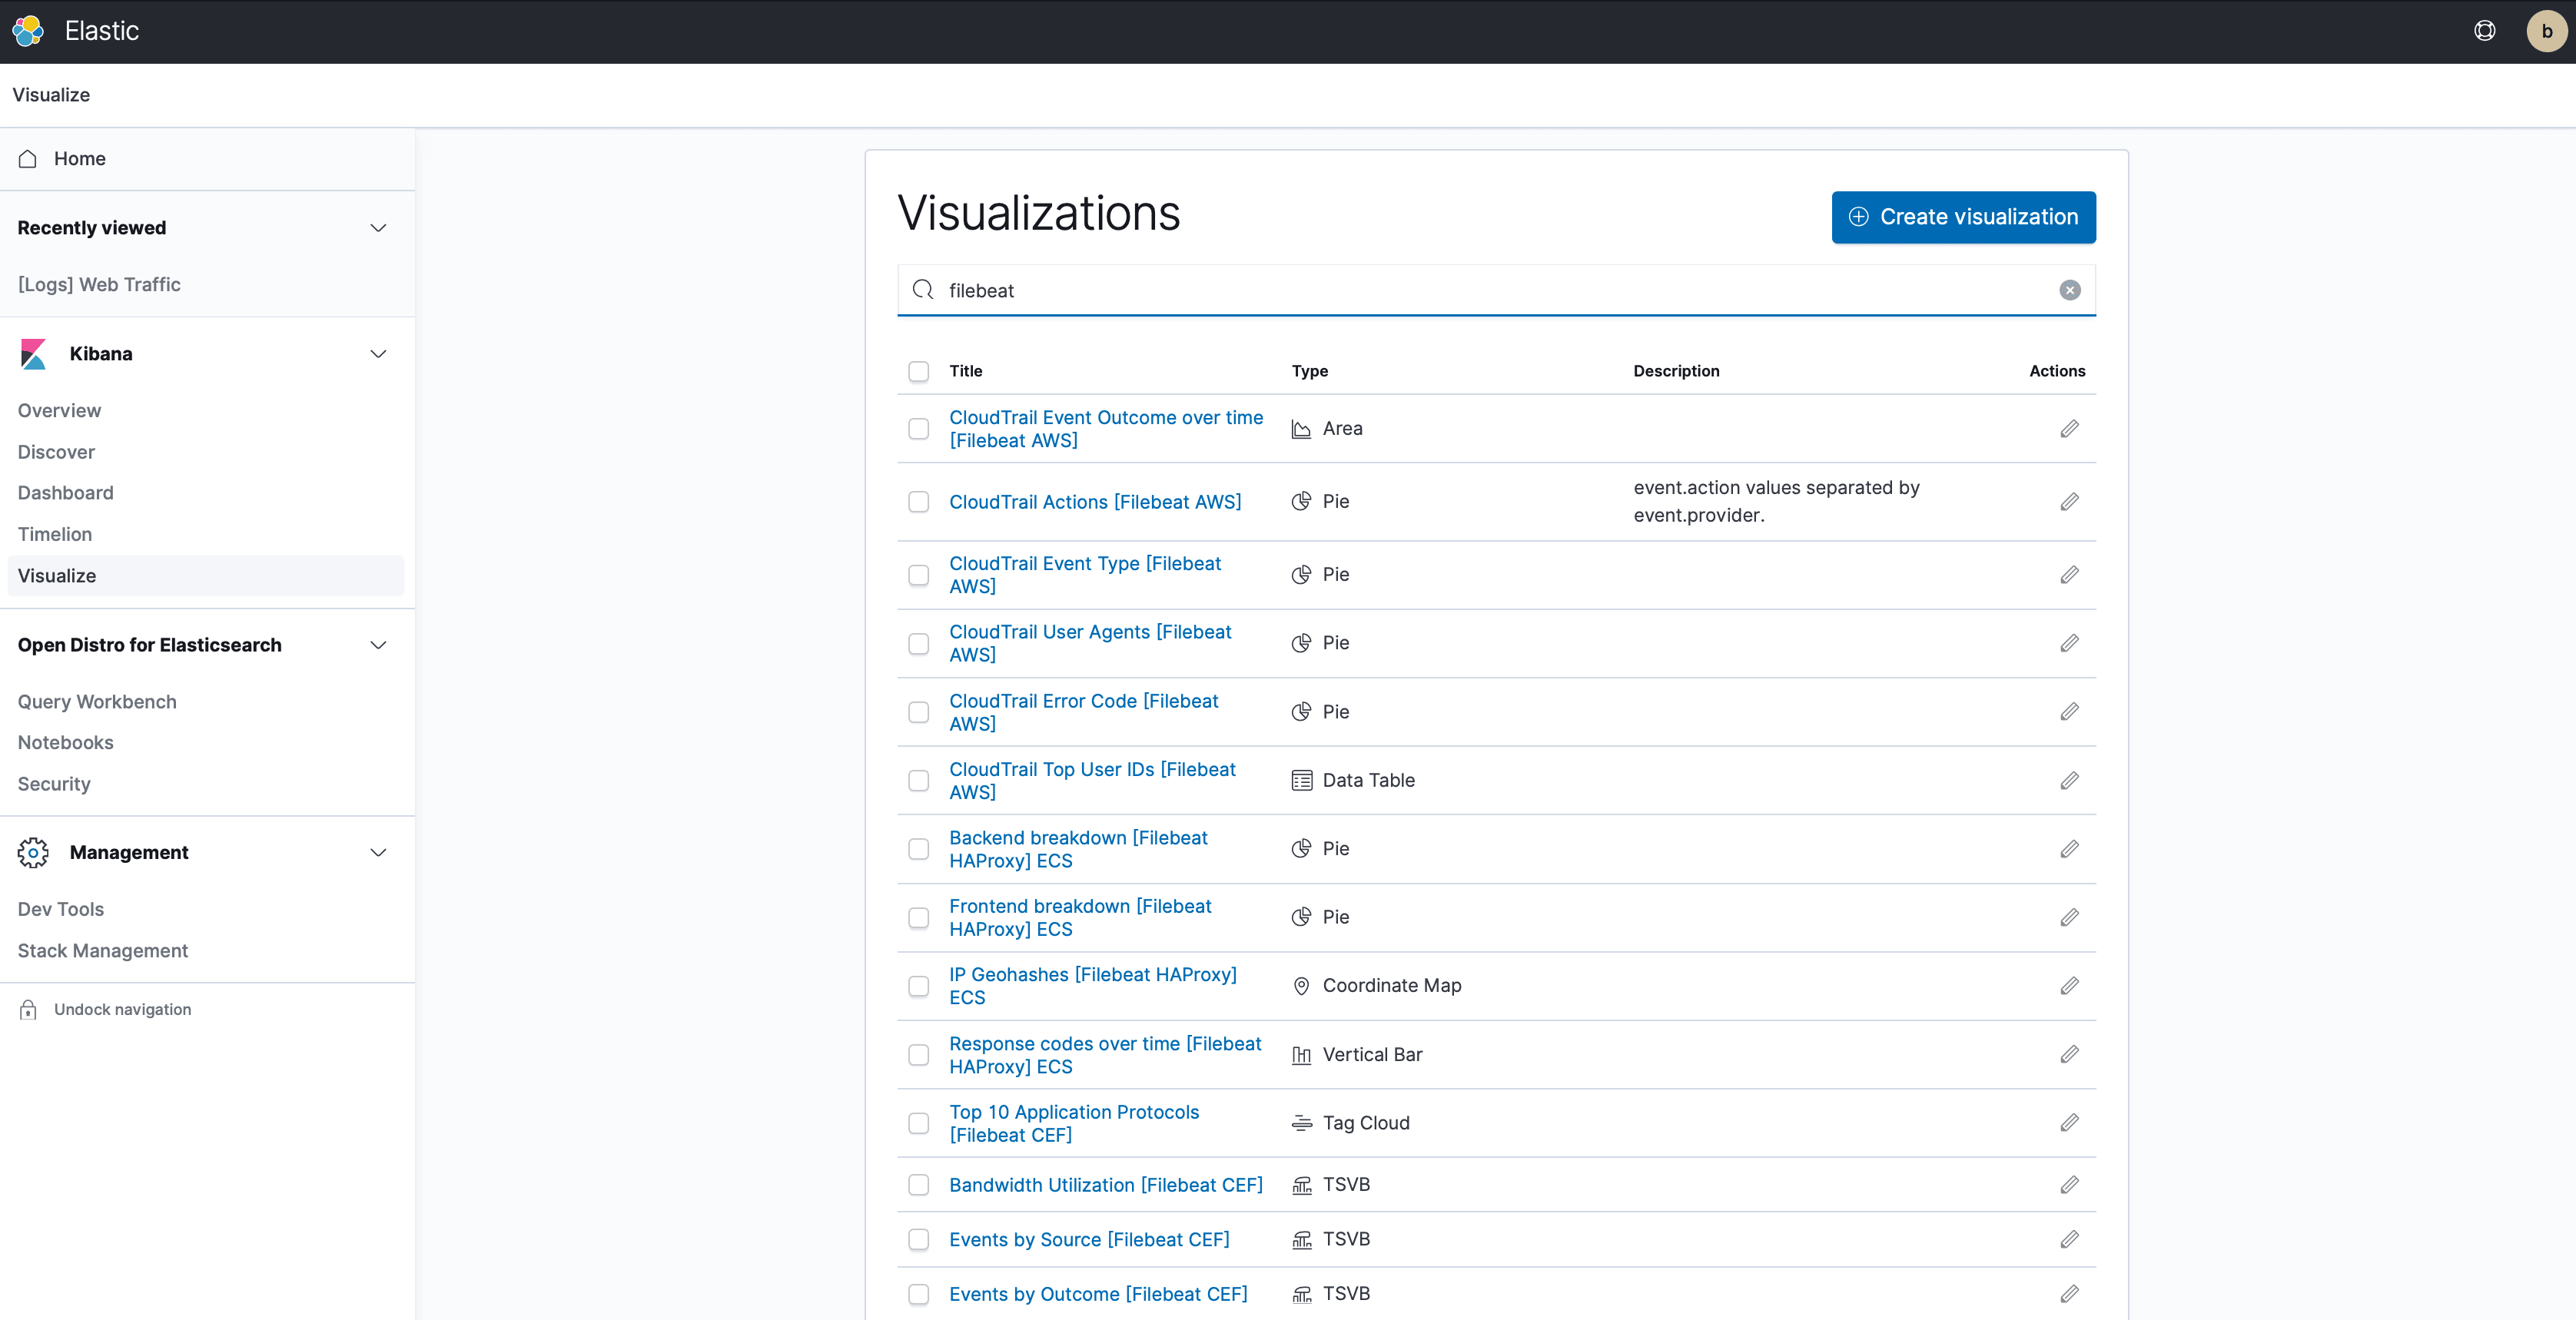 Elastic
b
Visualize
Home
Recently viewed
[Logs] Web Traffic
Kibana
Overview
Discover
Dashboard
Timelion
Visualize
Open Distro for Elasticsearch
Query Workbench
Notebooks
Security
Management
Dev Tools
Stack Management
Undock navigation
Visualizations
Create visualization
filebeat
Title Type Description Actions
CloudTrail Event Outcome over time
[Filebeat AWS]
Area
CloudTrail Actions [Filebeat AWS]
Pie
event.action values separated by
event.provider.
CloudTrail Event Type [Filebeat
AWS]
Pie
CloudTrail User Agents [Filebeat
AWS]
Pie
CloudTrail Error Code [Filebeat
AWS]
Pie
CloudTrail Top User IDs [Filebeat
AWS]
Data Table
Backend breakdown [Filebeat
HAProxy] ECS
Pie
Frontend breakdown [Filebeat
HAProxy] ECS
Pie
IP Geohashes [Filebeat HAProxy]
ECS
Coordinate Map
Response codes over time [Filebeat
HAProxy] ECS
Vertical Bar
Top 10 Application Protocols
[Filebeat CEF]
Tag Cloud
Bandwidth Utilization [Filebeat CEF]
TSVB
Events by Source [Filebeat CEF]
TSVB
Events by Outcome [Filebeat CEF]
TSVB